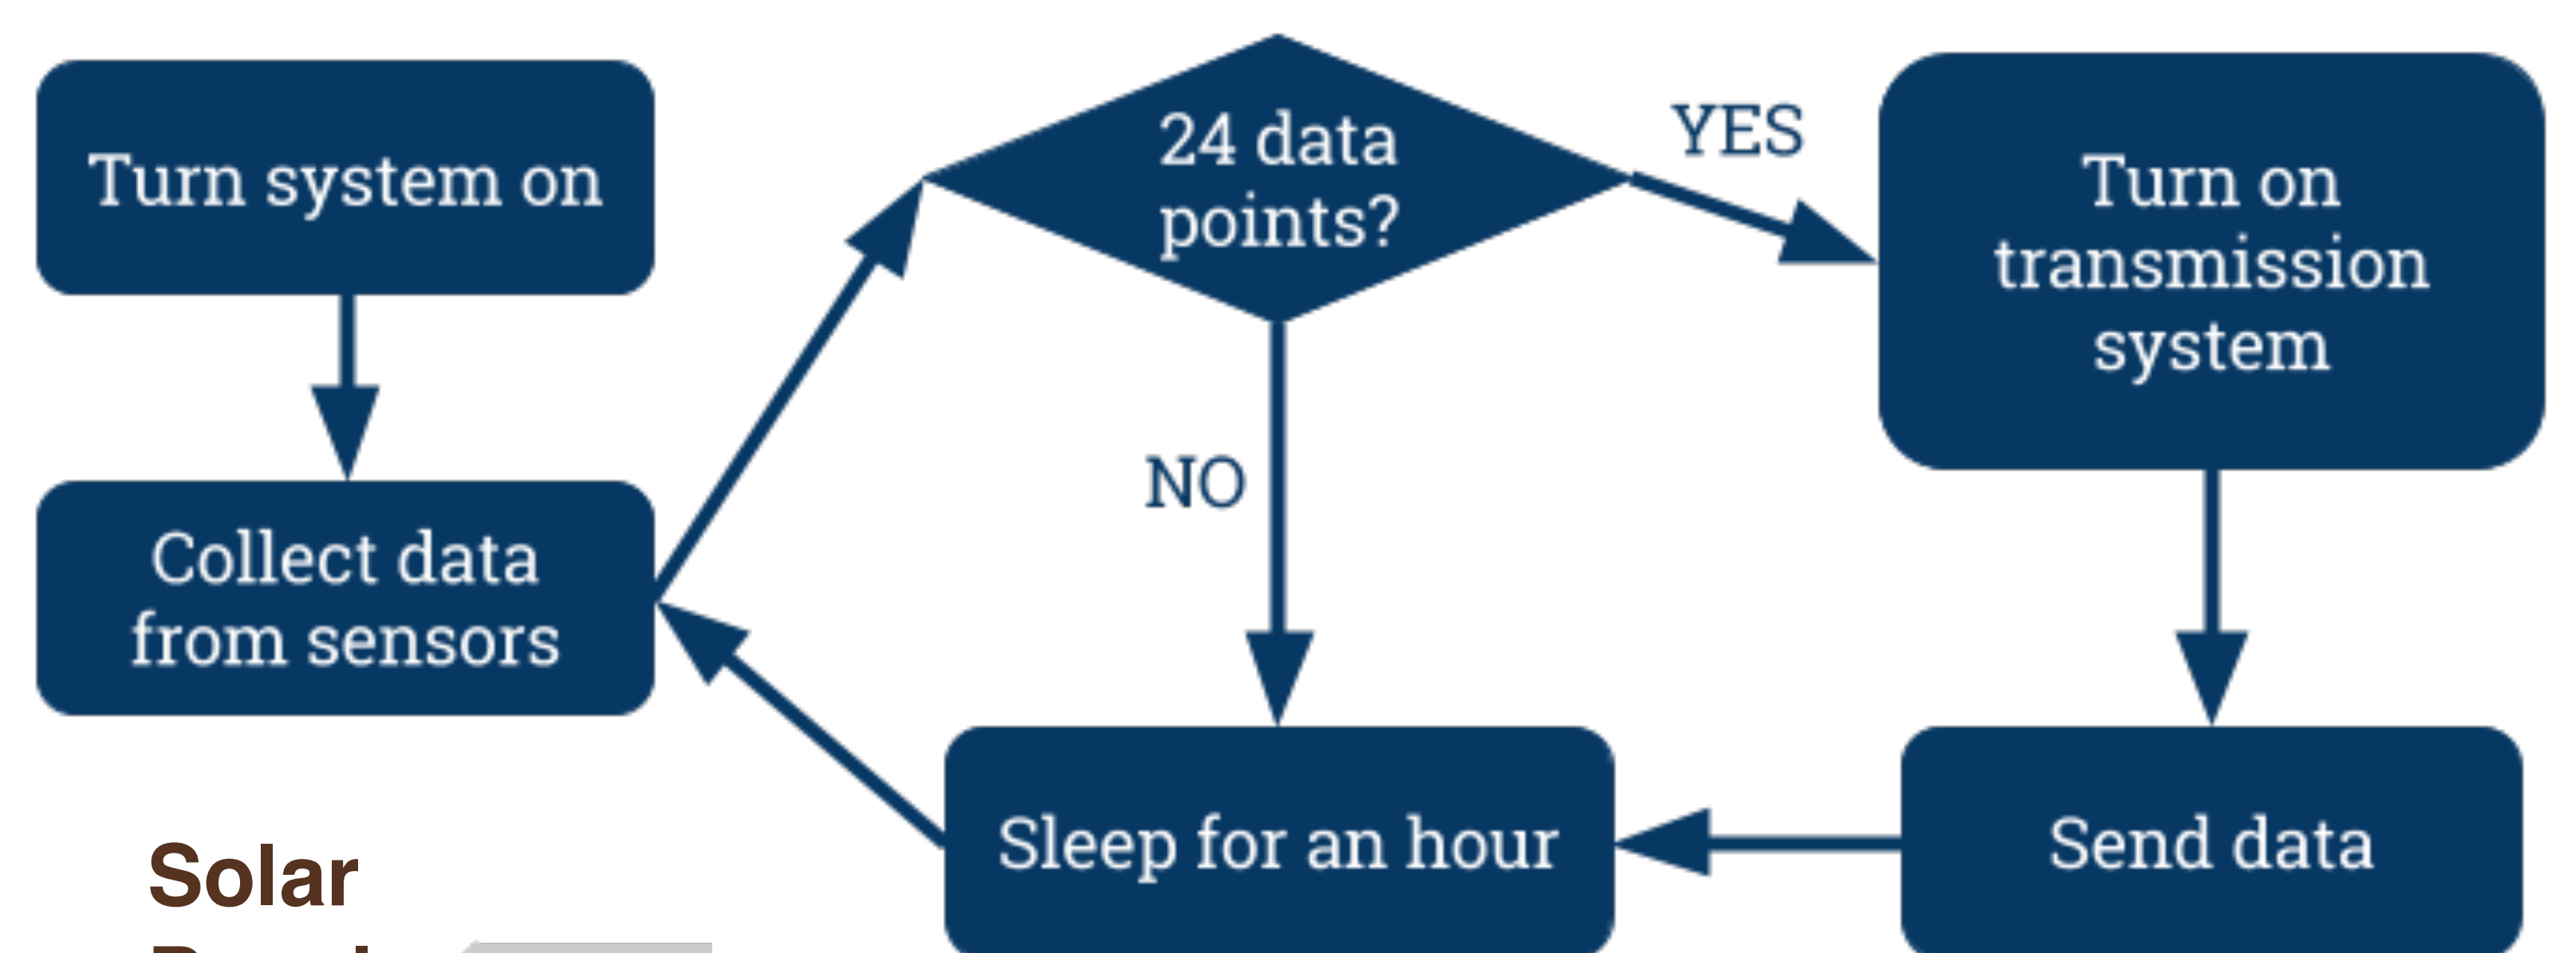 Turn system on
Collect data
from sensors
24 data
points?
YES
NO
Turn on
transmission
system
Send data
Sleep for an hour
Solar